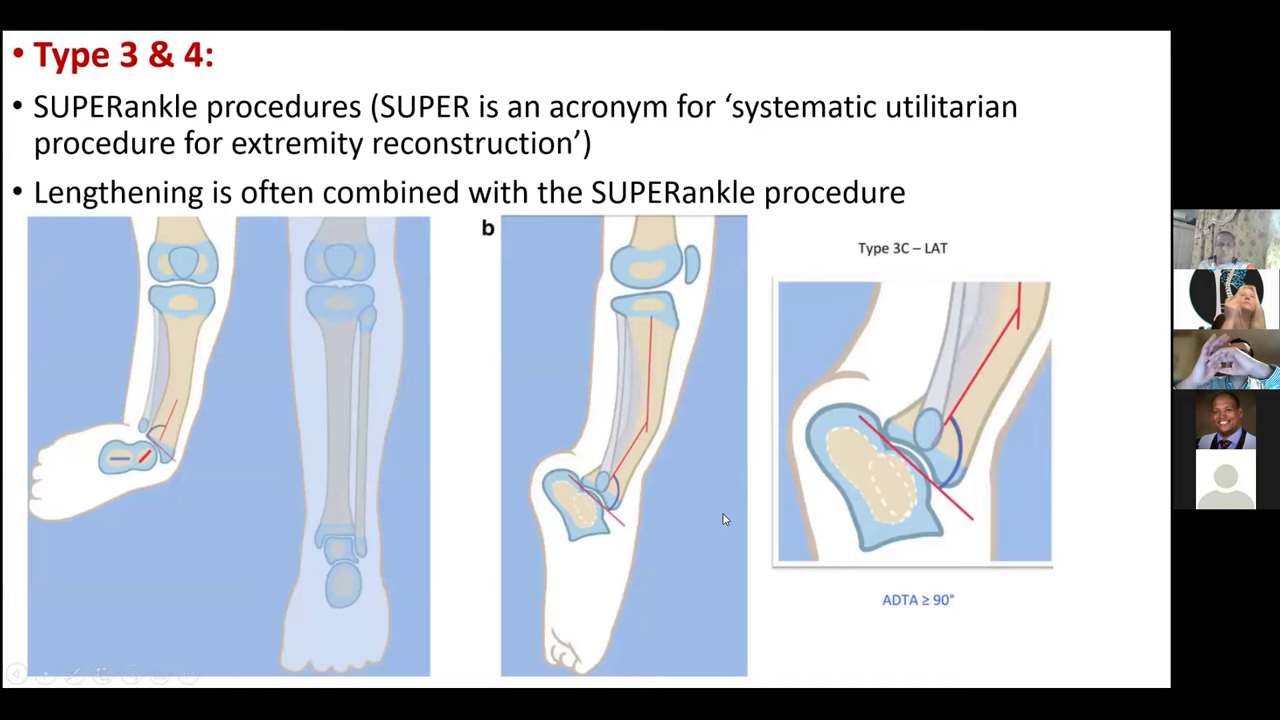 • Type 3 & 4:
• SUPERankle procedures (SUPER is an acronym for ‘systematic utilitarian
procedure for extremity reconstruction’)
• Lengthening is often combined with the SUPERankle procedure
b
Type 3C – LAT
ADTA ≥ 90°